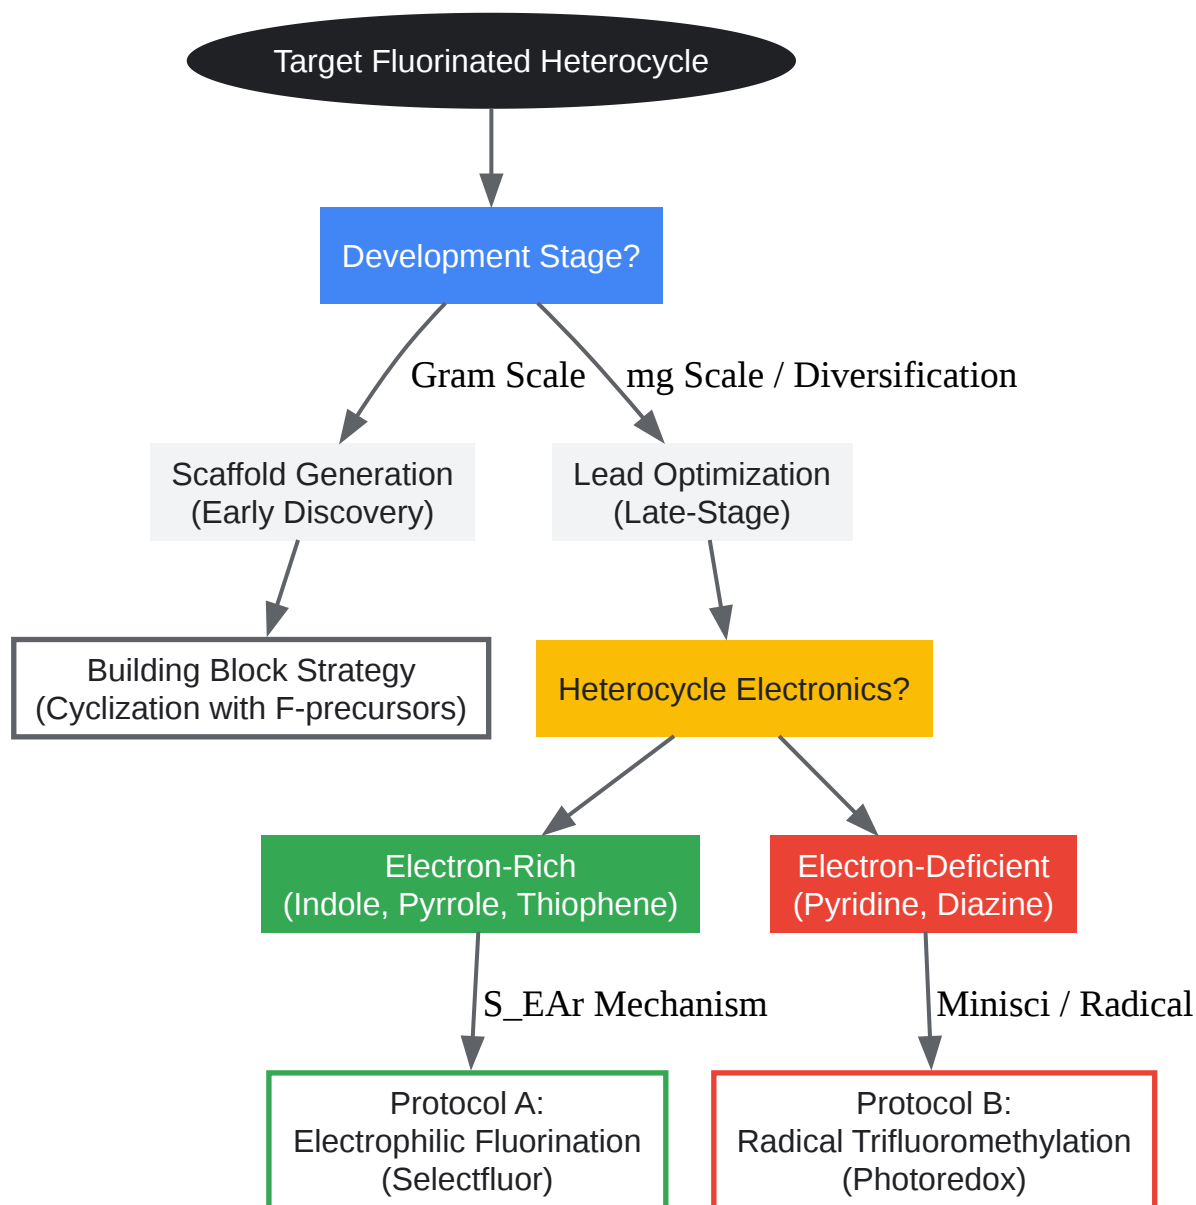 Target Fluorinated Heterocycle
Development Stage?
Gram Scale
mg Scale / Diversification
Scaffold Generation
(Early Discovery)
Lead Optimization
(Late-Stage)
Building Block Strategy
(Cyclization with F-precursors)
Heterocycle Electronics?
Electron-Rich
(Indole, Pyrrole, Thiophene)
Electron-Deficient
(Pyridine, Diazine)
S_EAr Mechanism
Minisci / Radical
Protocol A:
Electrophilic Fluorination
(Selectfluor)
Protocol B:
Radical Trifluoromethylation
(Photoredox)